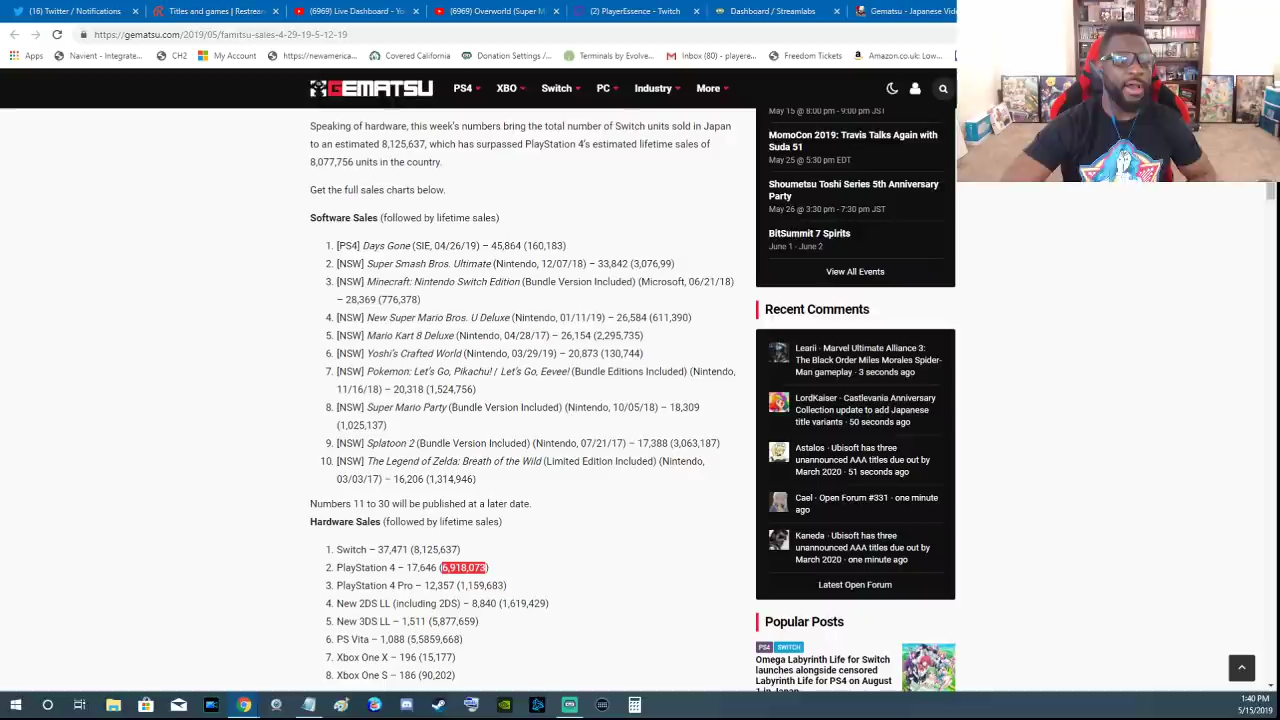 (16) Twitter / Notifications
Titles and games | Restrea
(6969) Live Dashboard - Yo
(6969) Overworld (Super M
(2) PlayerEssence - Twitch
Dashboard / Streamlabs
Gematsu - Japanese Vid
https://gematsu.com/2019/05/famitsu-sales-4-29-19-5-12-19
Apps
Navient - Integrate...
CH2
My Account
https://newamerica...
Covered California
Donation Settings /...
Terminals by Evolve...
Inbox (80) - playere...
Freedom Tickets
Amazon.co.uk: Low...
GEMATSU
PS4
XBO
Switch
PC
Industry
More
Speaking of hardware, this week's numbers bring the total number of Switch units sold in Japan
to an estimated 8,125,637, which has surpassed PlayStation 4's estimated lifetime sales of
8,077,756 units in the country.
Get the full sales charts below.
Software Sales (followed by lifetime sales)
1. [PS4] Days Gone (SIE, 04/26/19) – 45,864 (160,183)
2. [NSW] Super Smash Bros. Ultimate (Nintendo, 12/07/18) – 33,842 (3,076,99)
3. [NSW] Minecraft: Nintendo Switch Edition (Bundle Version Included) (Microsoft, 06/21/18)
– 28,369 (776,378)
4. [NSW] New Super Mario Bros. U Deluxe (Nintendo, 01/11/19) – 26,584 (611,390)
5. [NSW] Mario Kart 8 Deluxe (Nintendo, 04/28/17) – 26,154 (2,295,735)
6. [NSW] Yoshi's Crafted World (Nintendo, 03/29/19) – 20,873 (130,744)
7. [NSW] Pokemon: Let's Go, Pikachu! / Let's Go, Eevee! (Bundle Editions Included) (Nintendo,
11/16/18) – 20,318 (1,524,756)
8. [NSW] Super Mario Party (Bundle Version Included) (Nintendo, 10/05/18) – 18,309
(1,025,137)
9. [NSW] Splatoon 2 (Bundle Version Included) (Nintendo, 07/21/17) – 17,388 (3,063,187)
10. [NSW] The Legend of Zelda: Breath of the Wild (Limited Edition Included) (Nintendo,
03/03/17) – 16,206 (1,314,946)
Numbers 11 to 30 will be published at a later date.
Hardware Sales (followed by lifetime sales)
1. Switch – 37,471 (8,125,637)
2. PlayStation 4 – 17,646 (6,918,073)
3. PlayStation 4 Pro – 12,357 (1,159,683)
4. New 2DS LL (including 2DS) – 8,840 (1,619,429)
5. New 3DS LL – 1,511 (5,877,659)
6. PS Vita – 1,088 (5,5859,668)
7. Xbox One X – 196 (15,177)
8. Xbox One S – 186 (90,202)
May 15 @ 8:00 pm - 9:00 pm JST
MomoCon 2019: Travis Talks Again with
Suda 51
May 25 @ 5:30 pm EDT
Shoumetsu Toshi Series 5th Anniversary
Party
May 26 @ 3:30 pm - 7:30 pm JST
BitSummit 7 Spirits
June 1 - June 2
View All Events
Recent Comments
Learii · Marvel Ultimate Alliance 3:
The Black Order Miles Morales Spider-
Man gameplay · 3 seconds ago
LordKaiser · Castlevania Anniversary
Collection update to add Japanese
title variants · 50 seconds ago
Astalos · Ubisoft has three
unannounced AAA titles due out by
March 2020 · 51 seconds ago
Cael · Open Forum #331 · one minute
ago
Kaneda · Ubisoft has three
unannounced AAA titles due out by
March 2020 · one minute ago
Latest Open Forum
Popular Posts
PS4 SWITCH
Omega Labyrinth Life for Switch
launches alongside censored
Labyrinth Life for PS4 on August
1 in Japan
1:40 PM
5/15/2019